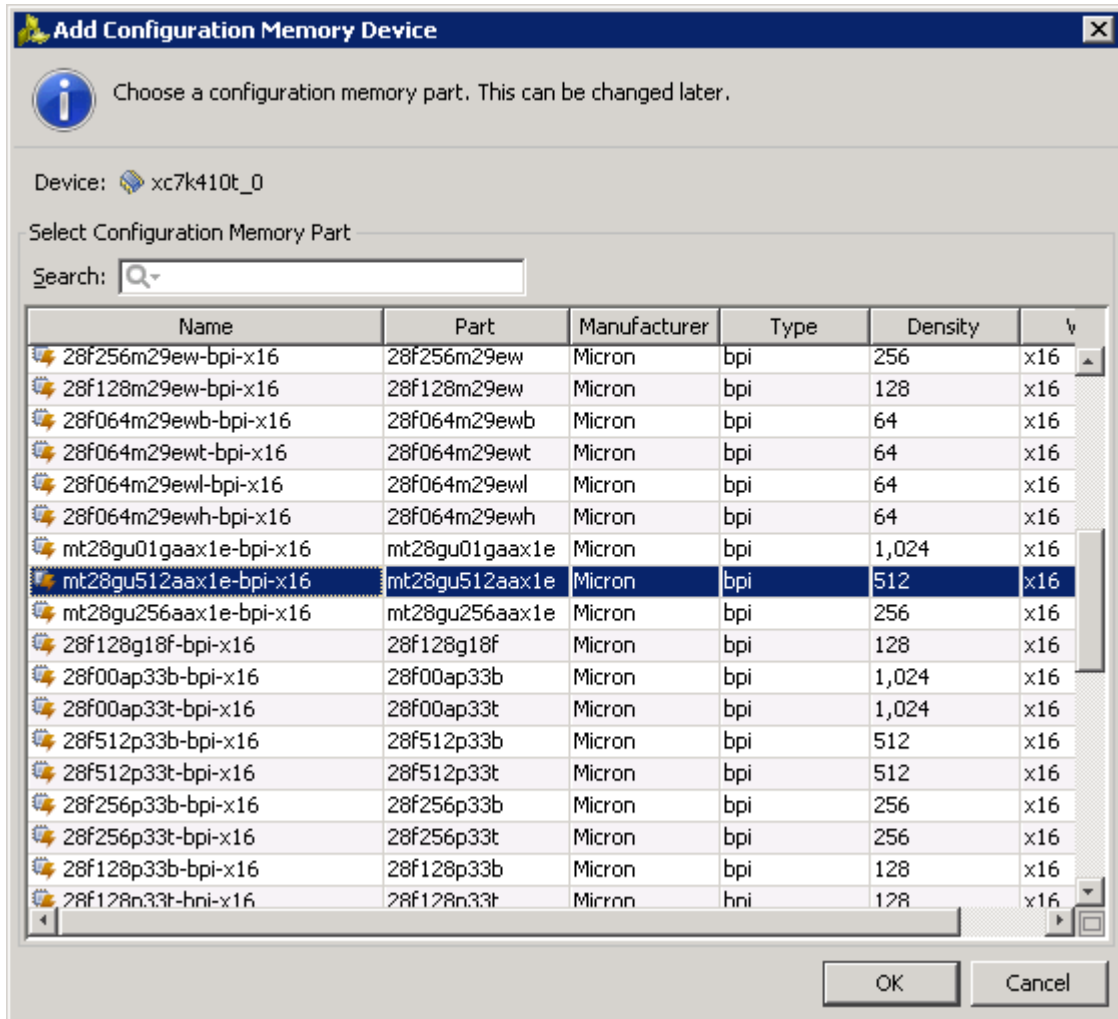 Add Configuration Memory Device
Choose a configuration memory part. This can be changed later.
Device: xc7k410t_0
Select Configuration Memory Part
Search:
Name Part Manufacturer Type Density
28f256m29ew-bpi-x16 28f256m29ew Micron bpi 256 x16
28f128m29ew-bpi-x16 28f128m29ew Micron bpi 128 x16
28f064m29ewb-bpi-x16 28f064m29ewb Micron bpi 64 x16
28f064m29ewt-bpi-x16 28f064m29ewt Micron bpi 64 x16
28f064m29ewl-bpi-x16 28f064m29ewl Micron bpi 64 x16
28f064m29ewh-bpi-x16 28f064m29ewh Micron bpi 64 x16
mt28gu01gaax1e-bpi-x16 mt28gu01gaax1e Micron bpi 1,024 x16
mt28gu512aax1e-bpi-x16 mt28gu512aax1e Micron bpi 512 x16
mt28gu256aax1e-bpi-x16 mt28gu256aax1e Micron bpi 256 x16
28f128g18f-bpi-x16 28f128g18f Micron bpi 128 x16
28f00ap33b-bpi-x16 28f00ap33b Micron bpi 1,024 x16
28f00ap33t-bpi-x16 28f00ap33t Micron bpi 1,024 x16
28f512p33b-bpi-x16 28f512p33b Micron bpi 512 x16
28f512p33t-bpi-x16 28f512p33t Micron bpi 512 x16
28f256p33b-bpi-x16 28f256p33b Micron bpi 256 x16
28f256p33t-bpi-x16 28f256p33t Micron bpi 256 x16
28f128p33b-bpi-x16 28f128p33b Micron bpi 128 x16
28f128p33t-bpi-x16 28f128p33t Micron bpi 128 x16
OK Cancel